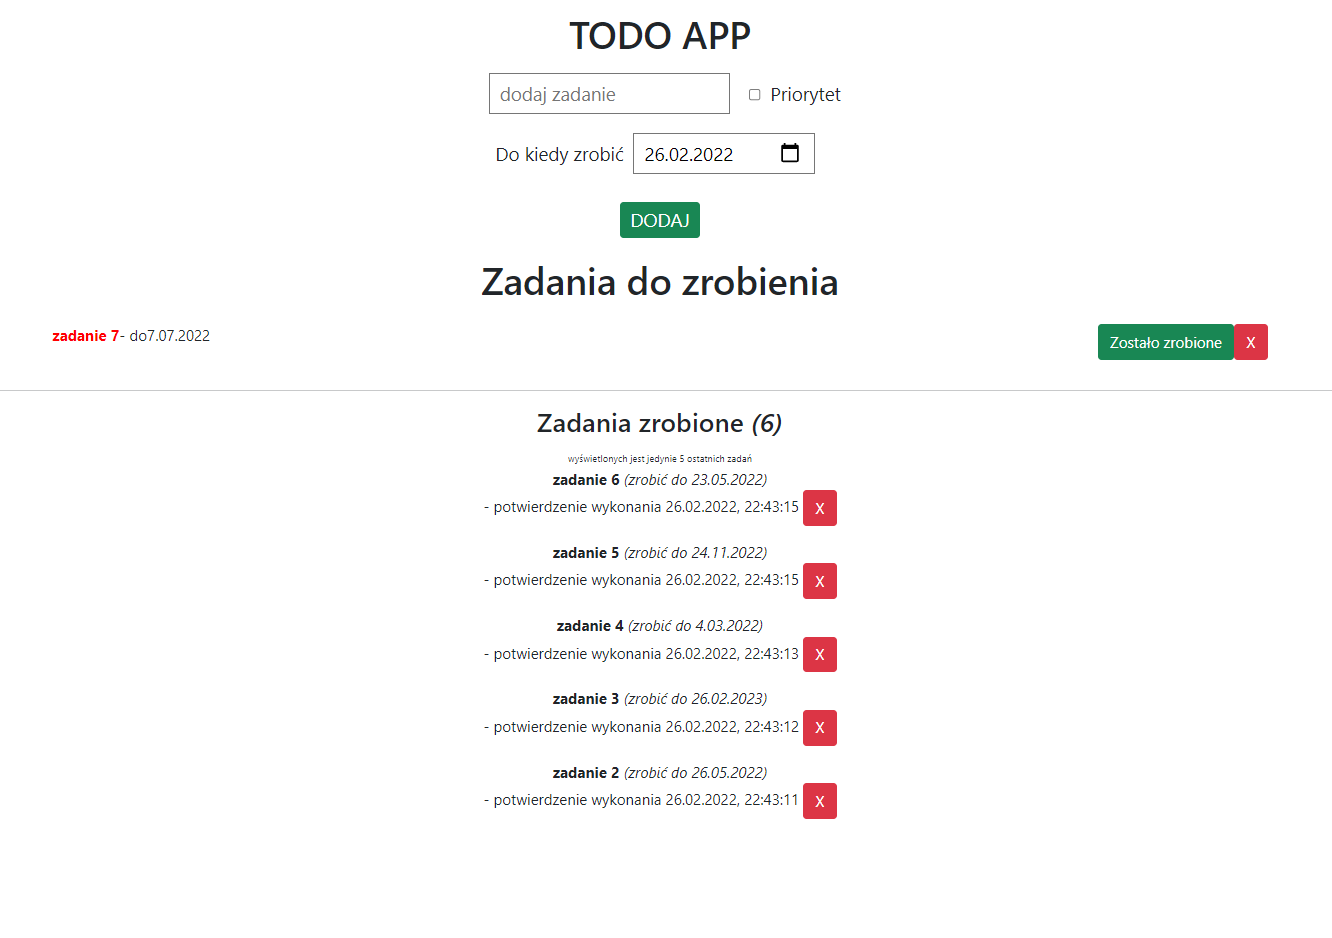 TODO APP
dodaj zadanie Priorytet
Do kiedy zrobić 26.02.2022
DODAJ
Zadania do zrobienia
zadanie 7- do7.07.2022 Zostało zrobione X
Zadania zrobione (6)
wyświetlonych jest jedynie 5 ostatnich zadań
zadanie 6 (zrobić do 23.05.2022)
- potwierdzenie wykonania 26.02.2022, 22:43:15 X
zadanie 5 (zrobić do 24.11.2022)
- potwierdzenie wykonania 26.02.2022, 22:43:15 X
zadanie 4 (zrobić do 4.03.2022)
- potwierdzenie wykonania 26.02.2022, 22:43:13 X
zadanie 3 (zrobić do 26.02.2023)
- potwierdzenie wykonania 26.02.2022, 22:43:12 X
zadanie 2 (zrobić do 26.05.2022)
- potwierdzenie wykonania 26.02.2022, 22:43:11 X